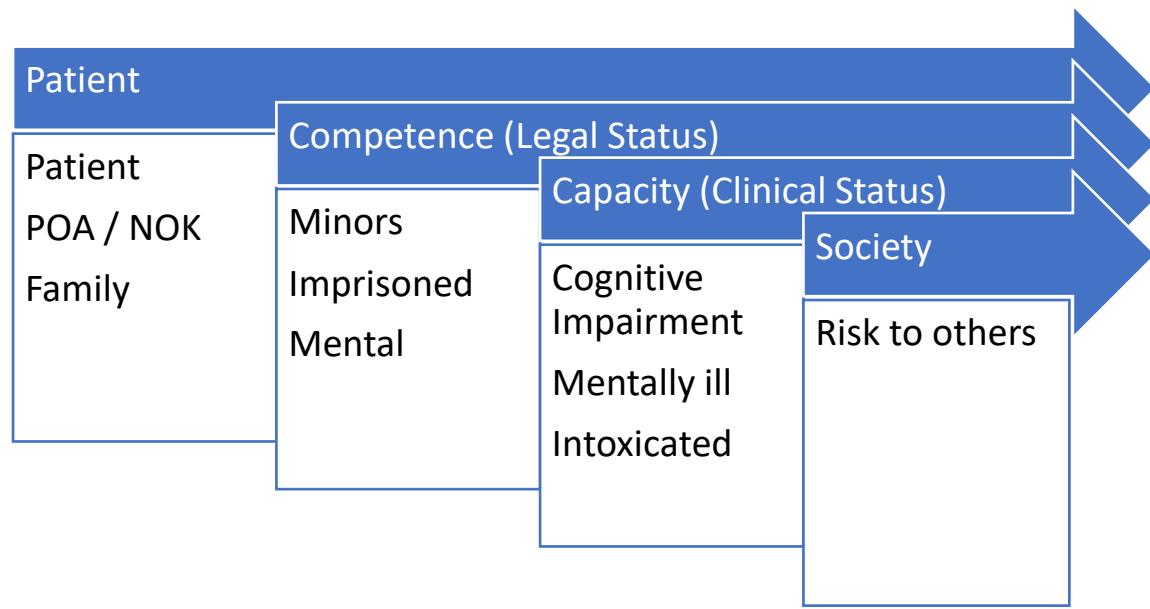 Patient
Patient
POA / NOK
Family
Competence (Legal Status)
Minors
Imprisoned
Mental
Capacity (Clinical Status)
Cognitive
Impairment
Mentally ill
Intoxicated
Society
Risk to others